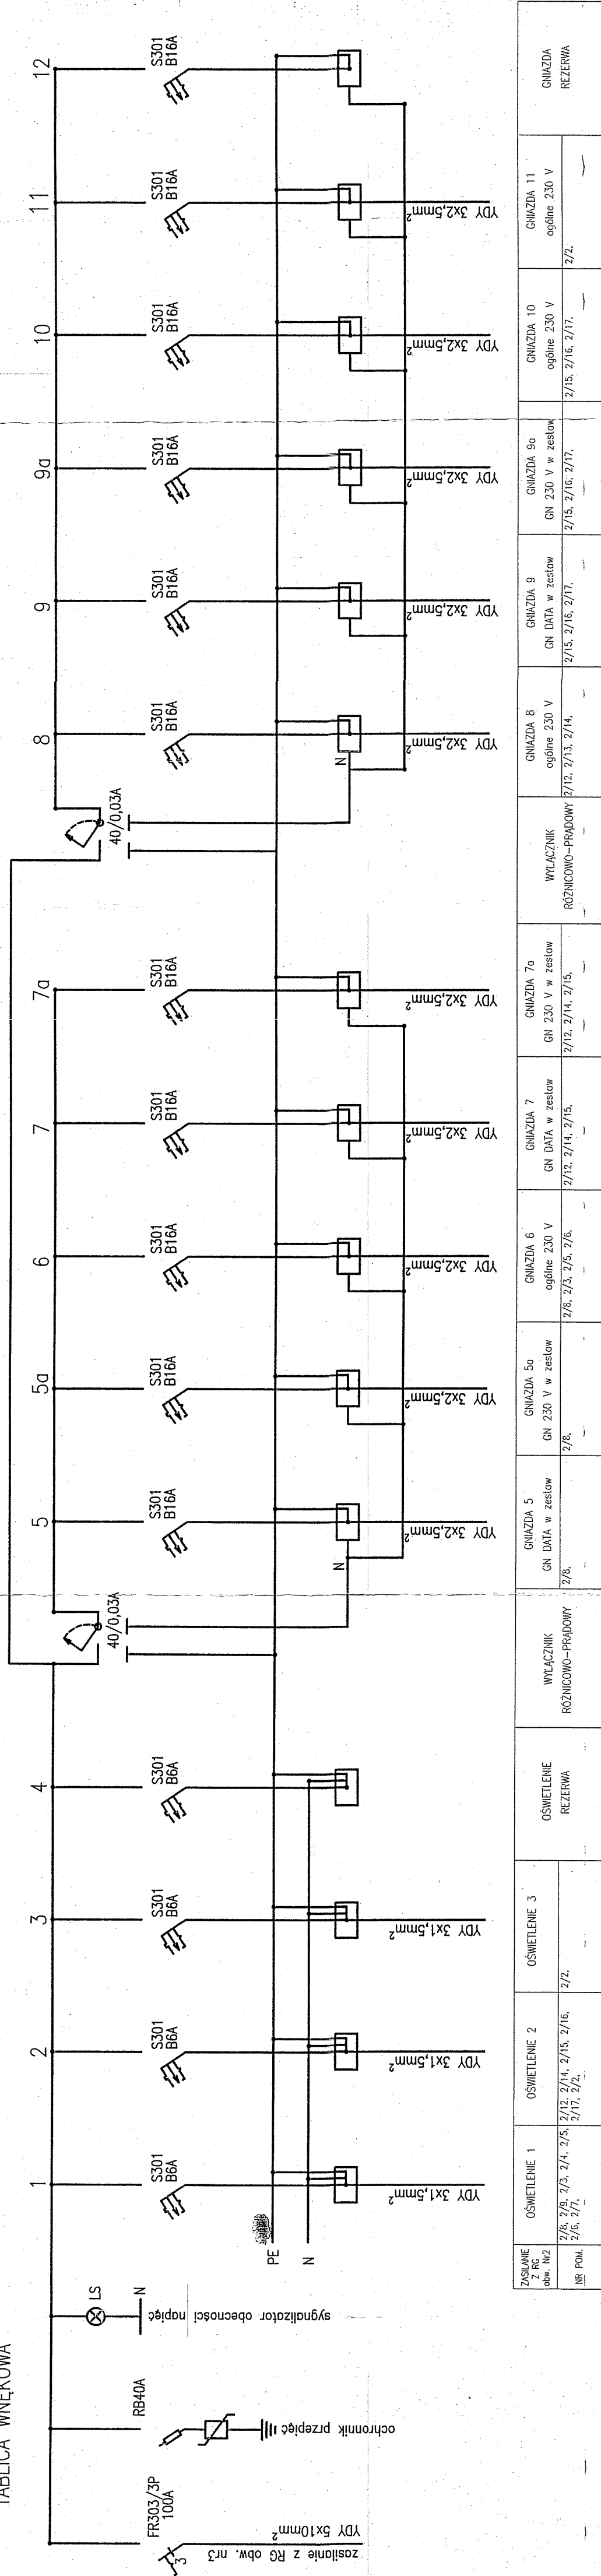 TABLICA WNĘKOWA
FR303/3P
100A
3
zasilanie z RG obw. nr3
YDY 5x10mm²
RB40A
ochronnik przepięć
LS
N
sygnalizator obecności napięć
PE
N
1
S301
B6A
YDY 3x1,5mm²
2
S301
B6A
YDY 3x1,5mm²
3
S301
B6A
YDY 3x1,5mm²
4
S301
B6A
40/0,03A
N
5
S301
B16A
YDY 3x2,5mm²
5a
S301
B16A
YDY 3x2,5mm²
6
S301
B16A
YDY 3x2,5mm²
7
S301
B16A
YDY 3x2,5mm²
7a
S301
B16A
YDY 3x2,5mm²
40/0,03A
N
8
S301
B16A
YDY 3x2,5mm²
9
S301
B16A
YDY 3x2,5mm²
9a
S301
B16A
YDY 3x2,5mm²
10
S301
B16A
YDY 3x2,5mm²
11
S301
B16A
YDY 3x2,5mm²
12
S301
B16A
ZASILANIE
Z RG
obw. Nr2
NR POM.
OŚWIETLENIE 1
2/8, 2/9, 2/3, 2/4, 2/5,
2/6, 2/7,
OŚWIETLENIE 2
2/12, 2/14, 2/15, 2/16,
2/17, 2/2,
OŚWIETLENIE 3
2/2,
OŚWIETLENIE
REZERWA
WYŁĄCZNIK
RÓŻNICOWO-PRĄDOWY
GNIAZDA 5
GN DATA w zestaw
2/8,
GNIAZDA 5a
GN 230 V w zestaw
2/8,
GNIAZDA 6
ogólne 230 V
2/8, 2/3, 2/5, 2/6,
GNIAZDA 7
GN DATA w zestaw
2/12, 2/14, 2/15,
GNIAZDA 7a
GN 230 V w zestaw
2/12, 2/14, 2/15,
WYŁĄCZNIK
RÓŻNICOWO-PRĄDOWY
GNIAZDA 8
ogólne 230 V
2/12, 2/13, 2/14,
GNIAZDA 9
GN DATA w zestaw
2/15, 2/16, 2/17,
GNIAZDA 9a
GN 230 V w zestaw
2/15, 2/16, 2/17,
GNIAZDA 10
ogólne 230 V
2/15, 2/16, 2/17,
GNIAZDA 11
ogólne 230 V
2/2,
GNIAZDA
REZERWA